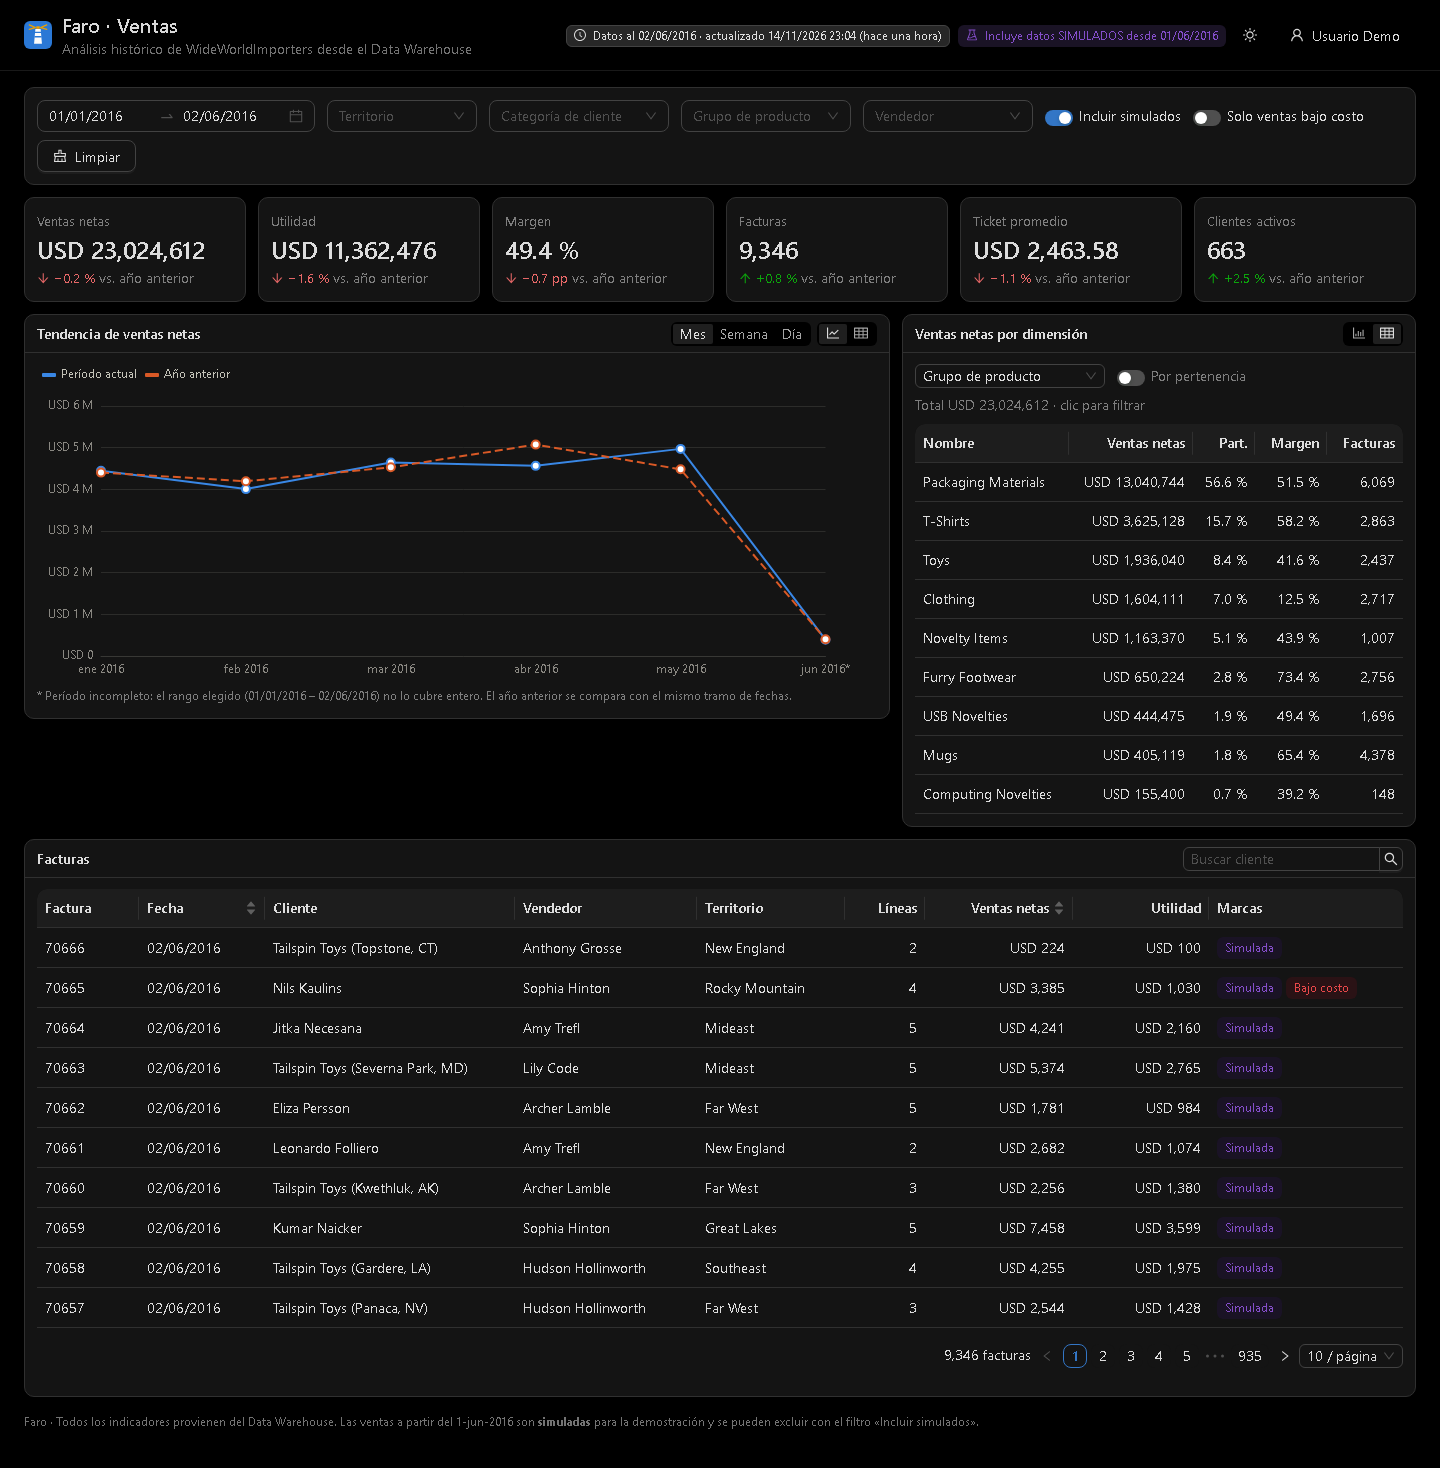 Faro · Ventas
Análisis histórico de WideWorldImporters desde el Data Warehouse
Datos al 02/06/2016 · actualizado 14/11/2026 23:04 (hace una hora)
Incluye datos SIMULADOS desde 01/06/2016
Usuario Demo
01/01/2016 → 02/06/2016
Territorio
Categoría de cliente
Grupo de producto
Vendedor
Incluir simulados
Solo ventas bajo costo
Limpiar
Ventas netas
USD 23,024,612
↓ −0.2 % vs. año anterior
Utilidad
USD 11,362,476
↓ −1.6 % vs. año anterior
Margen
49.4 %
↓ −0.7 pp vs. año anterior
Facturas
9,346
↑ +0.8 % vs. año anterior
Ticket promedio
USD 2,463.58
↓ −1.1 % vs. año anterior
Clientes activos
663
↑ +2.5 % vs. año anterior
Tendencia de ventas netas
Mes Semana Día
Período actual Año anterior
USD 6 M
USD 5 M
USD 4 M
USD 3 M
USD 2 M
USD 1 M
USD 0
ene 2016 feb 2016 mar 2016 abr 2016 may 2016 jun 2016*
* Período incompleto: el rango elegido (01/01/2016 – 02/06/2016) no lo cubre entero. El año anterior se compara con el mismo tramo de fechas.
Ventas netas por dimensión
Grupo de producto
Por pertenencia
Total USD 23,024,612 · clic para filtrar
Nombre Ventas netas Part. Margen Facturas
Packaging Materials USD 13,040,744 56.6 % 51.5 % 6,069
T-Shirts USD 3,625,128 15.7 % 58.2 % 2,863
Toys USD 1,936,040 8.4 % 41.6 % 2,437
Clothing USD 1,604,111 7.0 % 12.5 % 2,717
Novelty Items USD 1,163,370 5.1 % 43.9 % 1,007
Furry Footwear USD 650,224 2.8 % 73.4 % 2,756
USB Novelties USD 444,475 1.9 % 49.4 % 1,696
Mugs USD 405,119 1.8 % 65.4 % 4,378
Computing Novelties USD 155,400 0.7 % 39.2 % 148
Facturas
Buscar cliente
Factura Fecha Cliente Vendedor Territorio Líneas Ventas netas Utilidad Marcas
70666 02/06/2016 Tailspin Toys (Topstone, CT) Anthony Grosse New England 2 USD 224 USD 100 Simulada
70665 02/06/2016 Nils Kaulins Sophia Hinton Rocky Mountain 4 USD 3,385 USD 1,030 Simulada Bajo costo
70664 02/06/2016 Jitka Necesana Amy Trefl Mideast 5 USD 4,241 USD 2,160 Simulada
70663 02/06/2016 Tailspin Toys (Severna Park, MD) Lily Code Mideast 5 USD 5,374 USD 2,765 Simulada
70662 02/06/2016 Eliza Persson Archer Lamble Far West 5 USD 1,781 USD 984 Simulada
70661 02/06/2016 Leonardo Folliero Amy Trefl New England 2 USD 2,682 USD 1,074 Simulada
70660 02/06/2016 Tailspin Toys (Kwethluk, AK) Archer Lamble Far West 3 USD 2,256 USD 1,380 Simulada
70659 02/06/2016 Kumar Naicker Sophia Hinton Great Lakes 5 USD 7,458 USD 3,599 Simulada
70658 02/06/2016 Tailspin Toys (Gardere, LA) Hudson Hollinworth Southeast 4 USD 4,255 USD 1,975 Simulada
70657 02/06/2016 Tailspin Toys (Panaca, NV) Hudson Hollinworth Far West 3 USD 2,544 USD 1,428 Simulada
9,346 facturas < 1 2 3 4 5 ··· 935 > 10 / página
Faro · Todos los indicadores provienen del Data Warehouse. Las ventas a partir del 1-jun-2016 son simuladas para la demostración y se pueden excluir con el filtro «Incluir simulados».